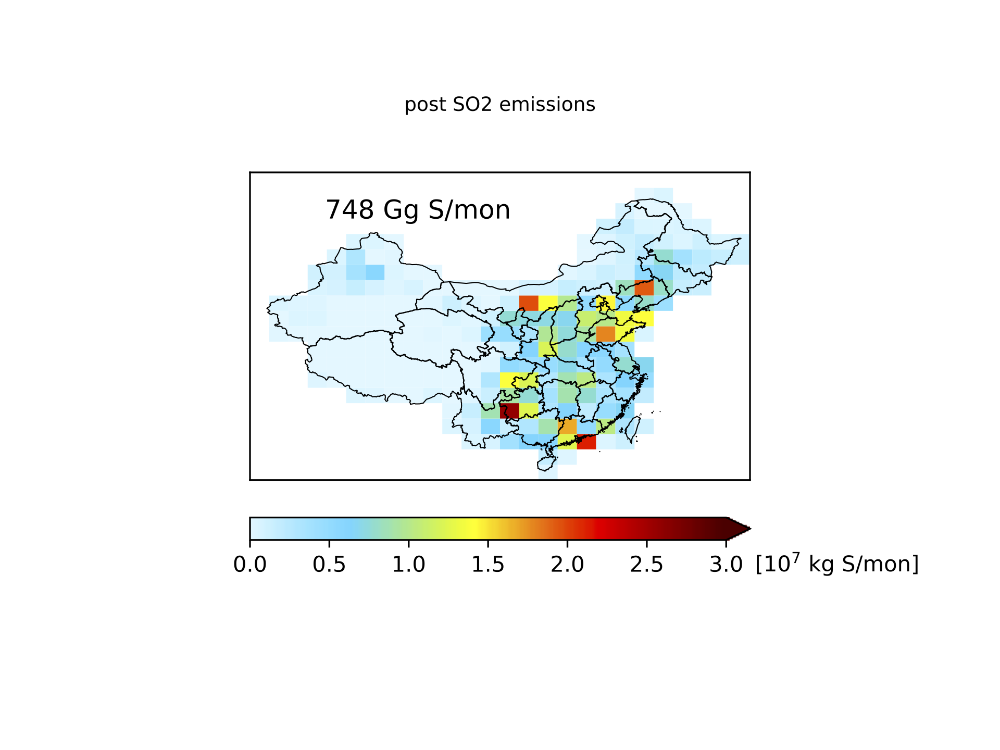 post SO2 emissions
748 Gg S/mon
0.0 0.5 1.0 1.5 2.0 2.5 3.0 [10⁷ kg S/mon]